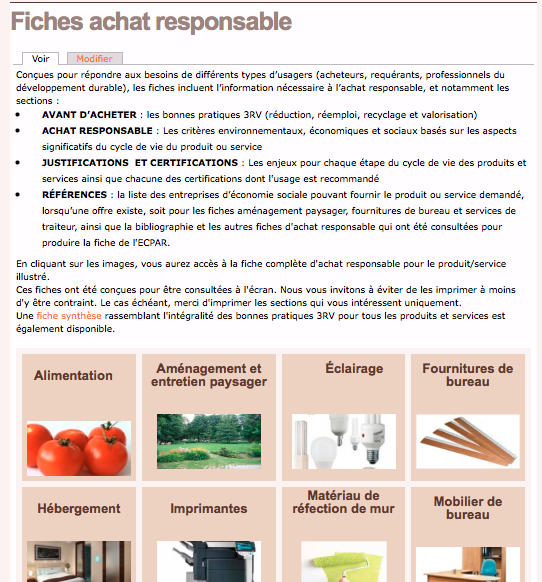 Fiches achat responsable
Voir
Modifier
Conçues pour répondre aux besoins de différents types d’usagers (acheteurs, requérants, professionnels du
développement durable), les fiches incluent l’information nécessaire à l’achat responsable, et notamment les
sections :
• AVANT D’ACHETER : les bonnes pratiques 3RV (réduction, réemploi, recyclage et valorisation)
• ACHAT RESPONSABLE : Les critères environnementaux, économiques et sociaux basés sur les aspects
significatifs du cycle de vie du produit ou service
• JUSTIFICATIONS ET CERTIFICATIONS : Les enjeux pour chaque étape du cycle de vie des produits et
services ainsi que chacune des certifications dont l'usage est recommandé
• RÉFÉRENCES : la liste des entreprises d’économie sociale pouvant fournir le produit ou service demandé,
lorsqu’une offre existe, soit pour les fiches aménagement paysager, fournitures de bureau et services de
traiteur, ainsi que la bibliographie et les autres fiches d'achat responsable qui ont été consultées pour
produire la fiche de l'ECPAR.
En cliquant sur les images, vous aurez accès à la fiche complète d'achat responsable pour le produit/service
illustré.
Ces fiches ont été conçues pour être consultées à l'écran. Nous vous invitons à éviter de les imprimer à moins
d'y être contraint. Le cas échéant, merci d'imprimer les sections qui vous intéressent uniquement.
Une fiche synthèse rassemblant l'intégralité des bonnes pratiques 3RV pour tous les produits et services est
également disponible.
Alimentation
Aménagement et
entretien paysager
Éclairage
Fournitures de
bureau
Hébergement
Imprimantes
Matériau de
réfection de mur
Mobilier de
bureau